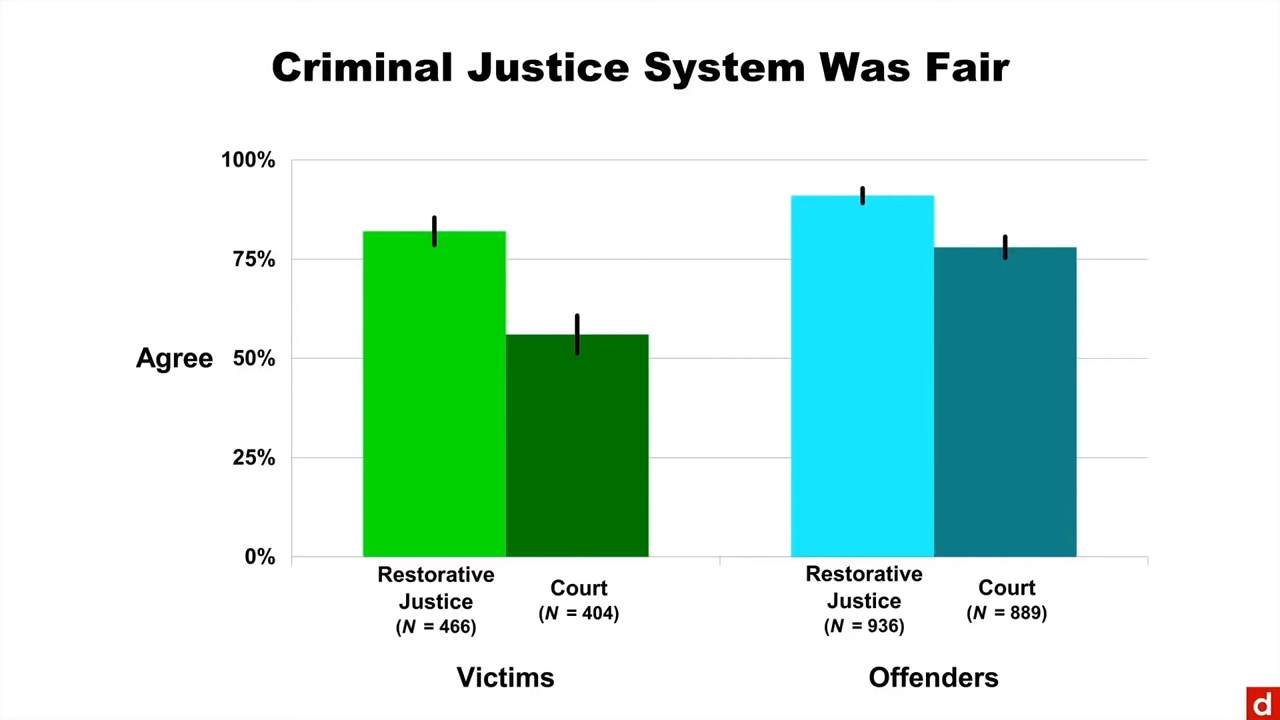 Criminal Justice System Was Fair
100%
75%
Agree 50%
25%
0%
Restorative
Justice
(N = 466)
Court
(N = 404)
Restorative
Justice
(N = 936)
Court
(N = 889)
Victims
Offenders
d